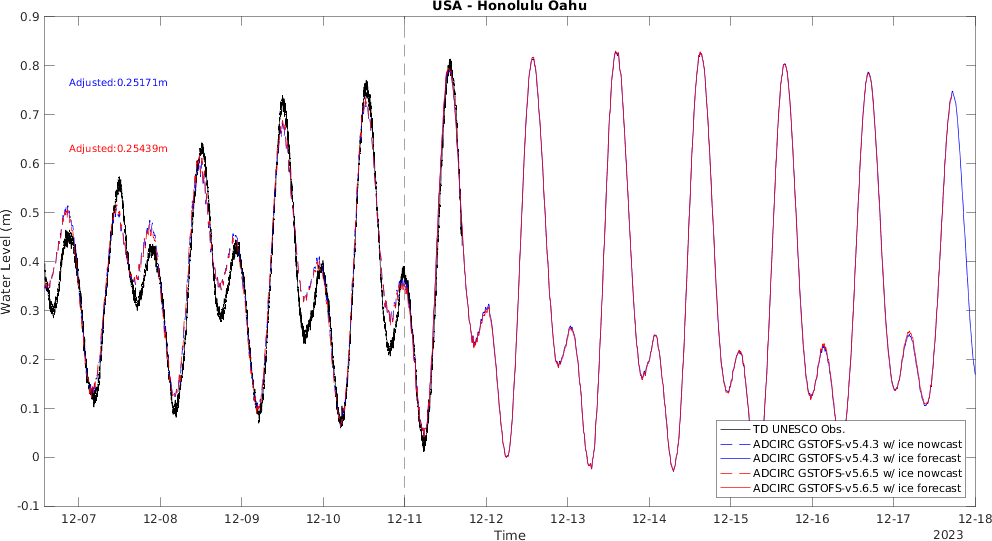 USA - Honolulu Oahu
0.9
0.8
0.7
0.6
0.5
0.4
0.3
0.2
0.1
0
-0.1
Water Level (m)
Adjusted:0.25171m
Adjusted:0.25439m
TD UNESCO Obs.
ADCIRC GSTOFS-v5.4.3 w/ ice nowcast
ADCIRC GSTOFS-v5.4.3 w/ ice forecast
ADCIRC GSTOFS-v5.6.5 w/ ice nowcast
ADCIRC GSTOFS-v5.6.5 w/ ice forecast
12-07 12-08 12-09 12-10 12-11 12-12 12-13 12-14 12-15 12-16 12-17 12-18
Time
2023